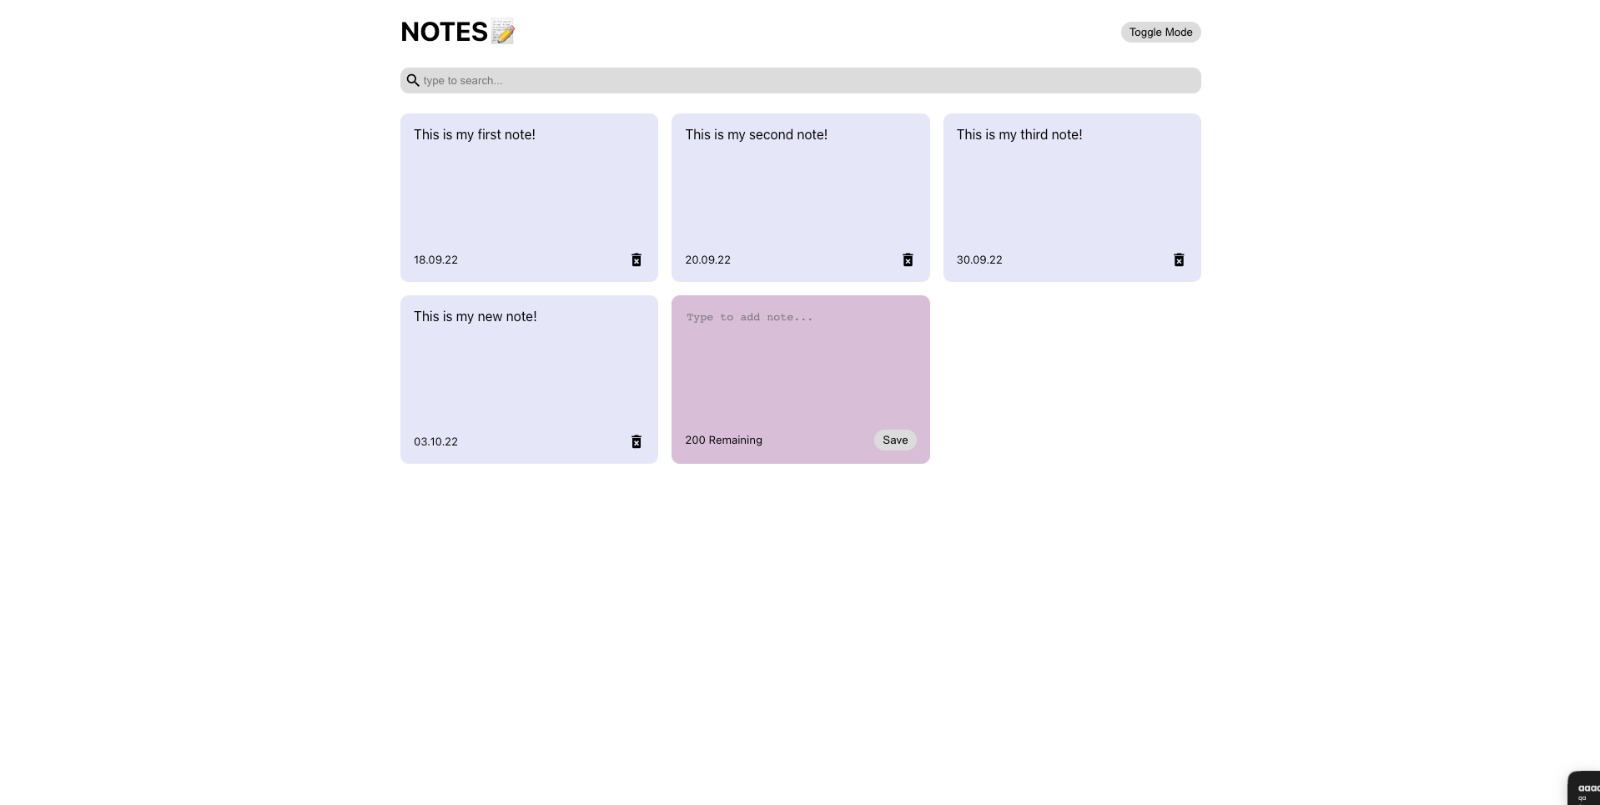 NOTES📝
Toggle Mode
type to search...
This is my first note!
18.09.22
This is my second note!
20.09.22
This is my third note!
30.09.22
This is my new note!
03.10.22
Type to add note...
200 Remaining
Save
qo